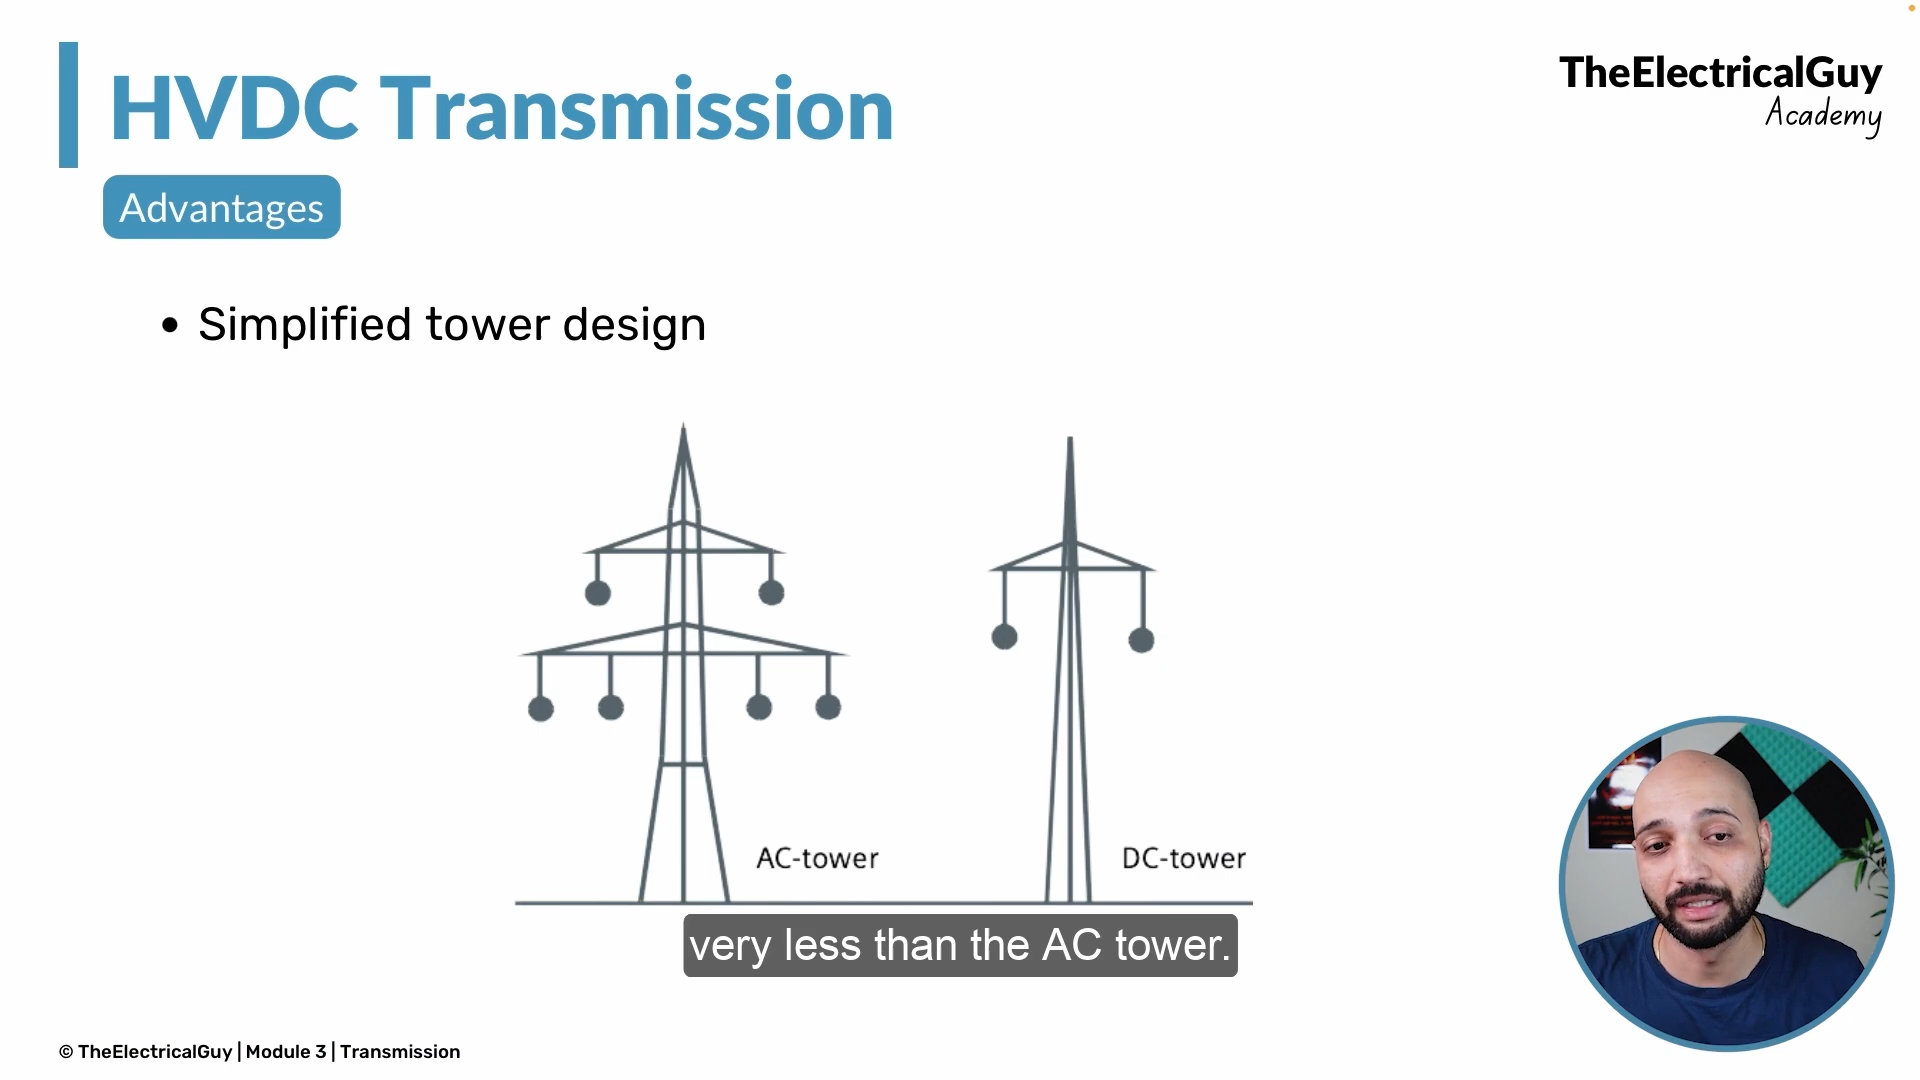 HVDC Transmission
TheElectricalGuy
Academy
Advantages
• Simplified tower design
AC-tower
DC-tower
very less than the AC tower.
© TheElectricalGuy | Module 3 | Transmission